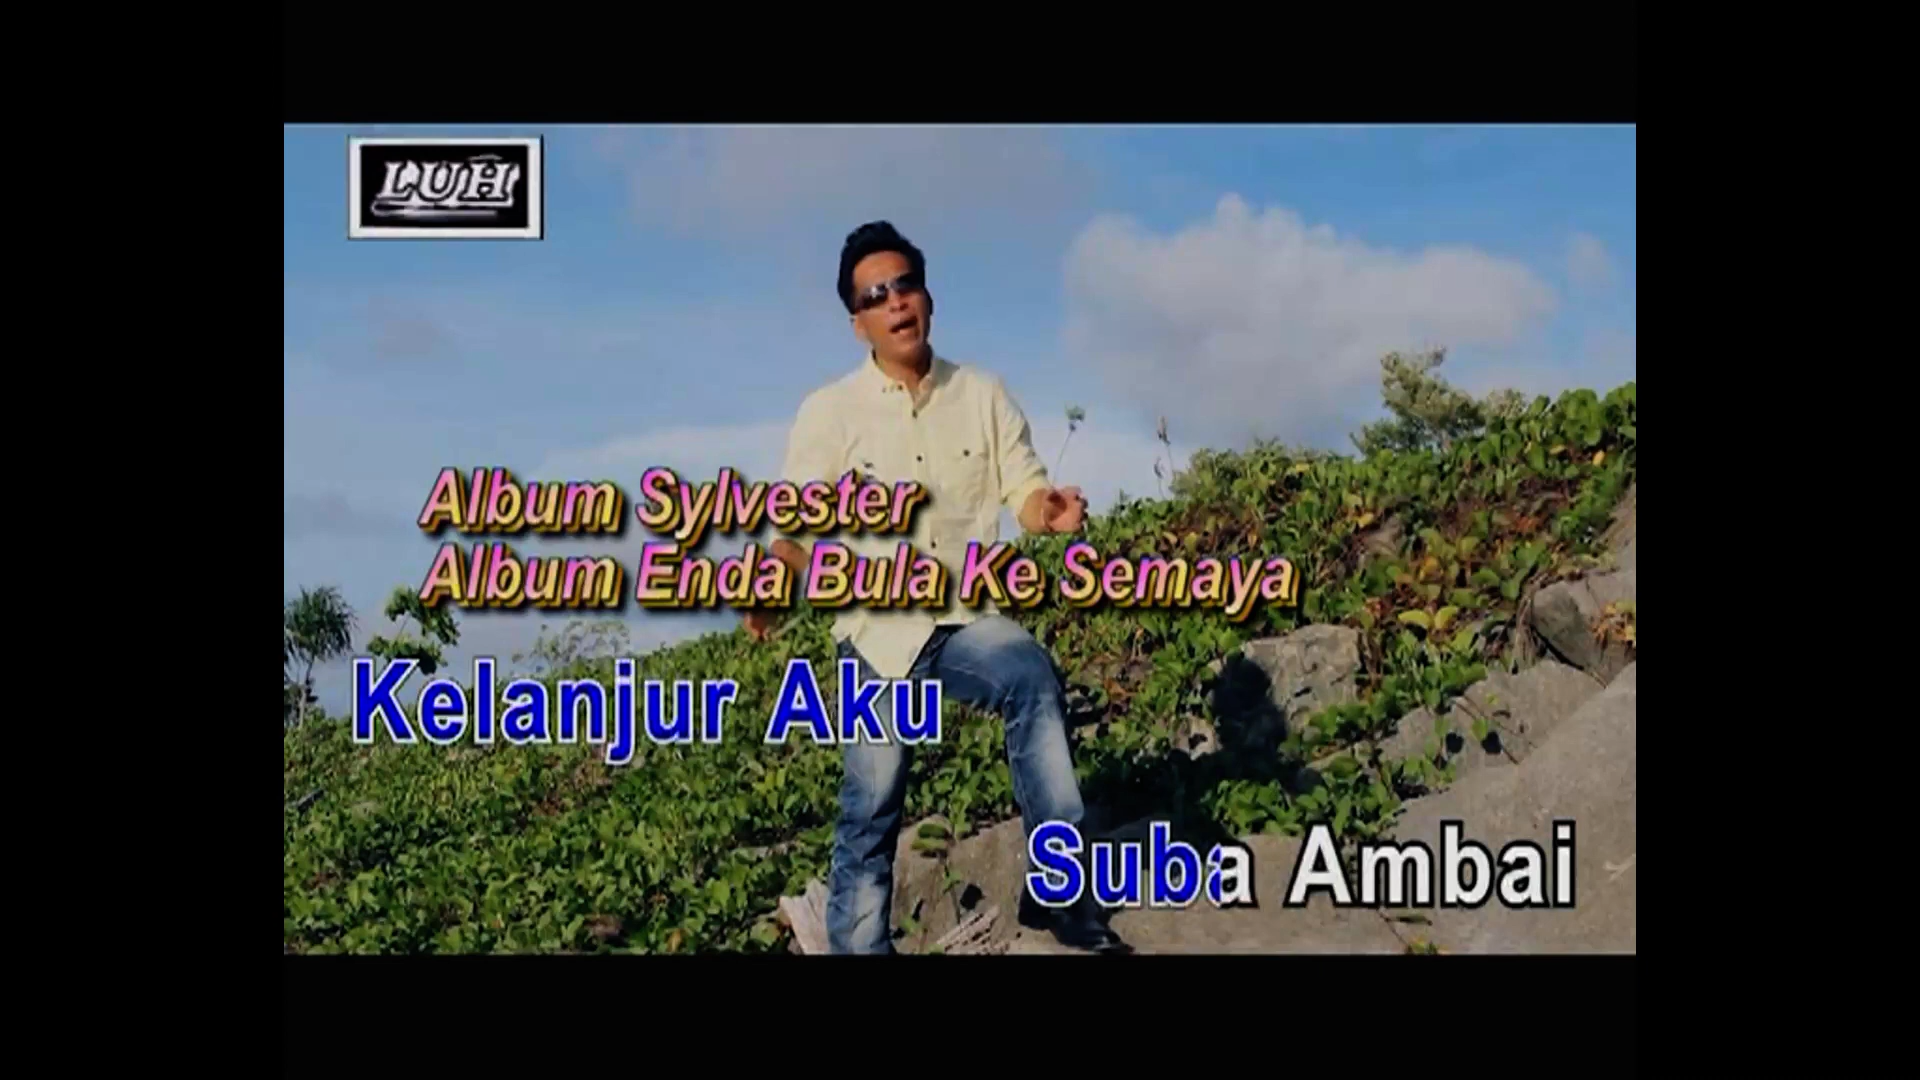 LUH
Album Sylvester
Album Enda Bula Ke Semaya
Kelanjur Aku
Suba Ambai